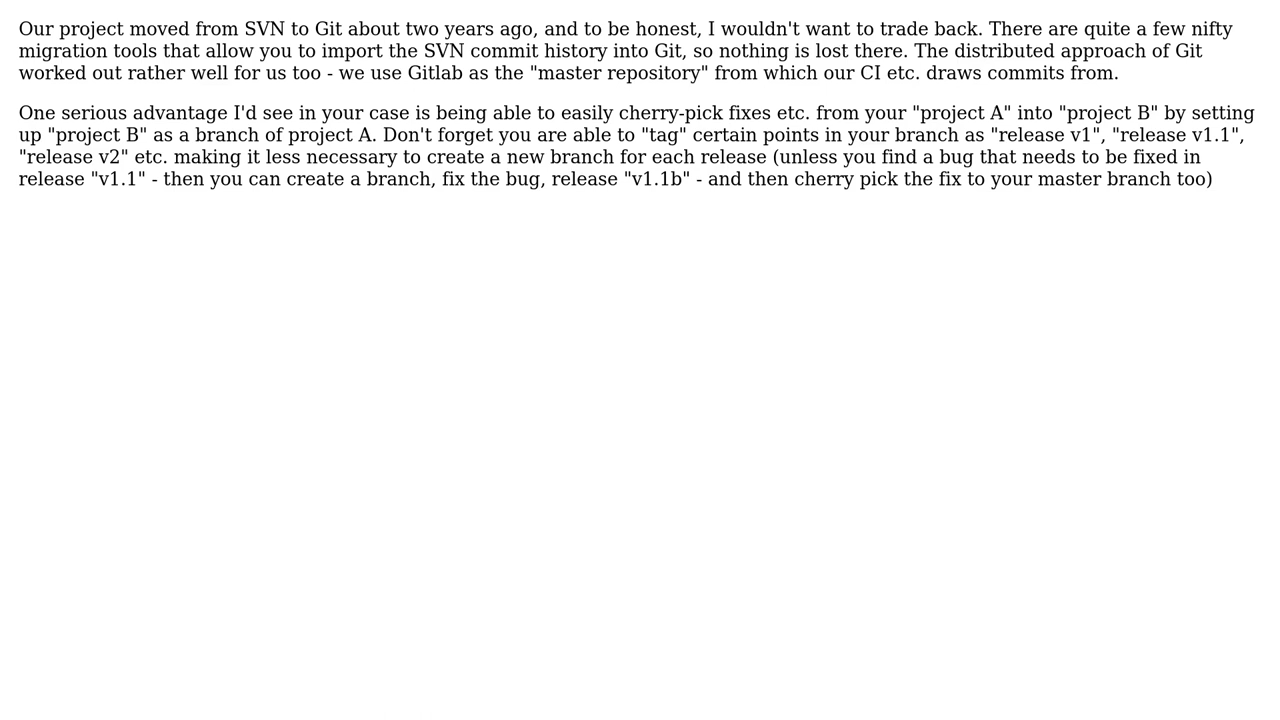 Our project moved from SVN to Git about two years ago, and to be honest, I wouldn't want to trade back. There are quite a few nifty
migration tools that allow you to import the SVN commit history into Git, so nothing is lost there. The distributed approach of Git
worked out rather well for us too - we use Gitlab as the "master repository" from which our CI etc. draws commits from.
One serious advantage I'd see in your case is being able to easily cherry-pick fixes etc. from your "project A" into "project B" by setting
up "project B" as a branch of project A. Don't forget you are able to "tag" certain points in your branch as "release v1", "release v1.1",
"release v2" etc. making it less necessary to create a new branch for each release (unless you find a bug that needs to be fixed in
release "v1.1" - then you can create a branch, fix the bug, release "v1.1b" - and then cherry pick the fix to your master branch too)